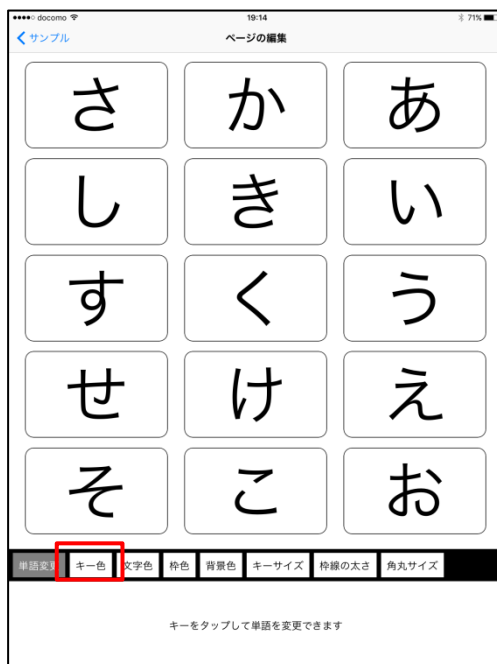 docomo 19:14 71%
サンプル ページの編集
さ か あ
し き い
す く う
せ け え
そ こ お
単語変更 キー色 文字色 枠色 背景色 キーサイズ 枠線の太さ 角丸サイズ
キーをタップして単語を変更できます